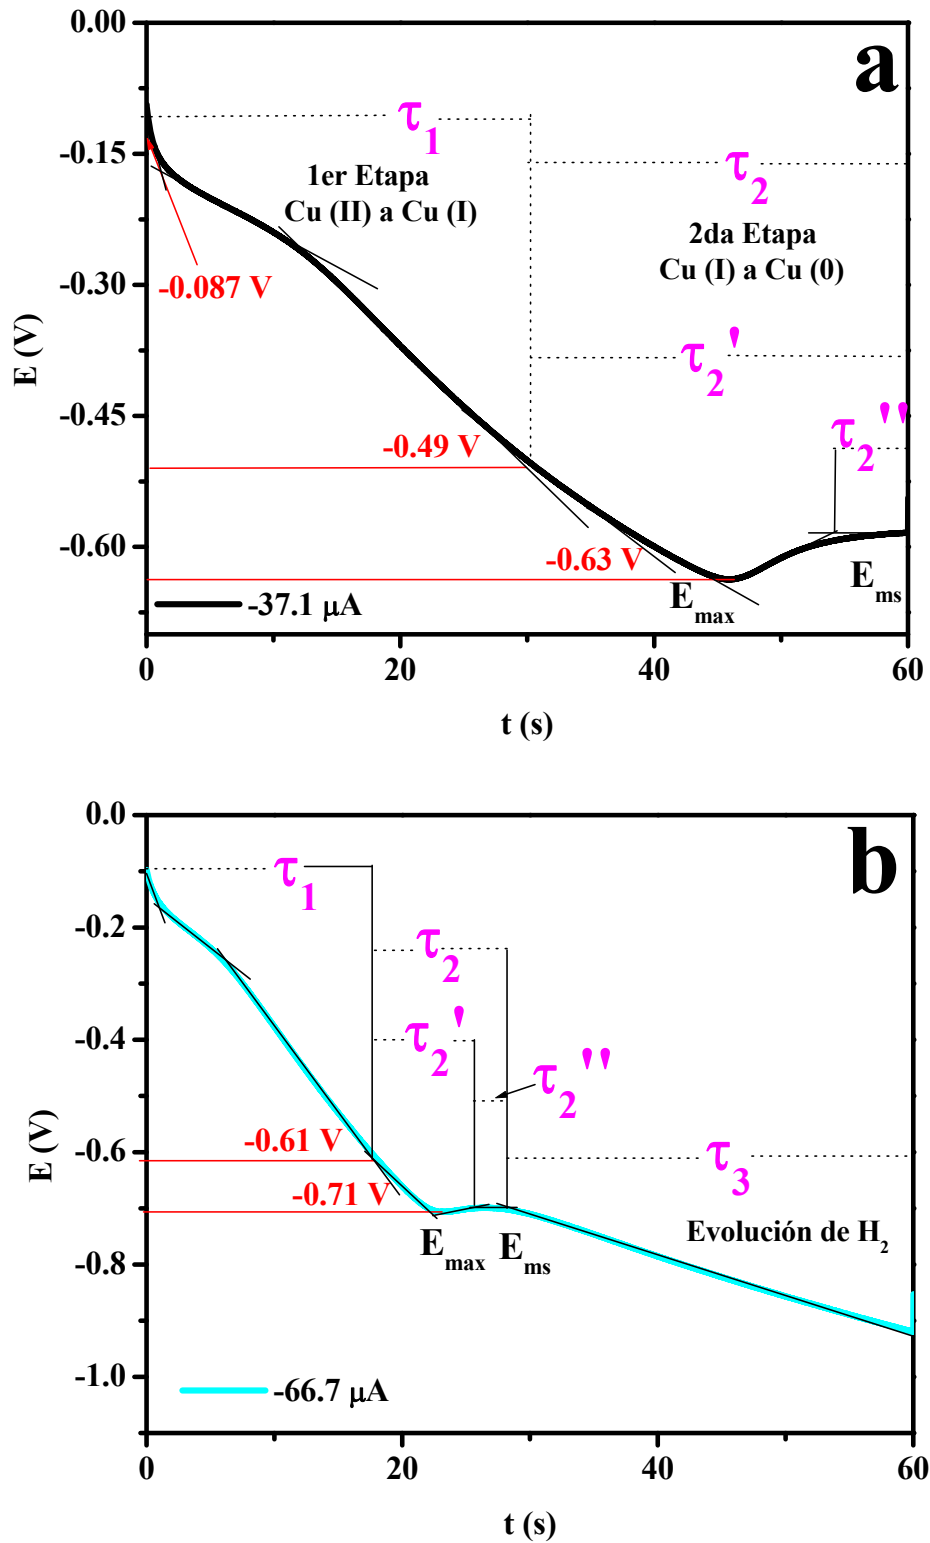 a
0.00
-0.15
-0.30
-0.45
-0.60
E (V)
τ1
τ2
1er Etapa
Cu (II) a Cu (I)
2da Etapa
Cu (I) a Cu (0)
-0.087 V
τ2'
τ2''
-0.49 V
-0.63 V
Emax
Ems
-37.1 μA
0 20 40 60
t (s)
b
0.0
-0.2
-0.4
-0.6
-0.8
-1.0
E (V)
τ1
τ2
τ2'
τ2''
τ3
-0.61 V
-0.71 V
Emax
Ems
Evolución de H2
-66.7 μA
0 20 40 60
t (s)